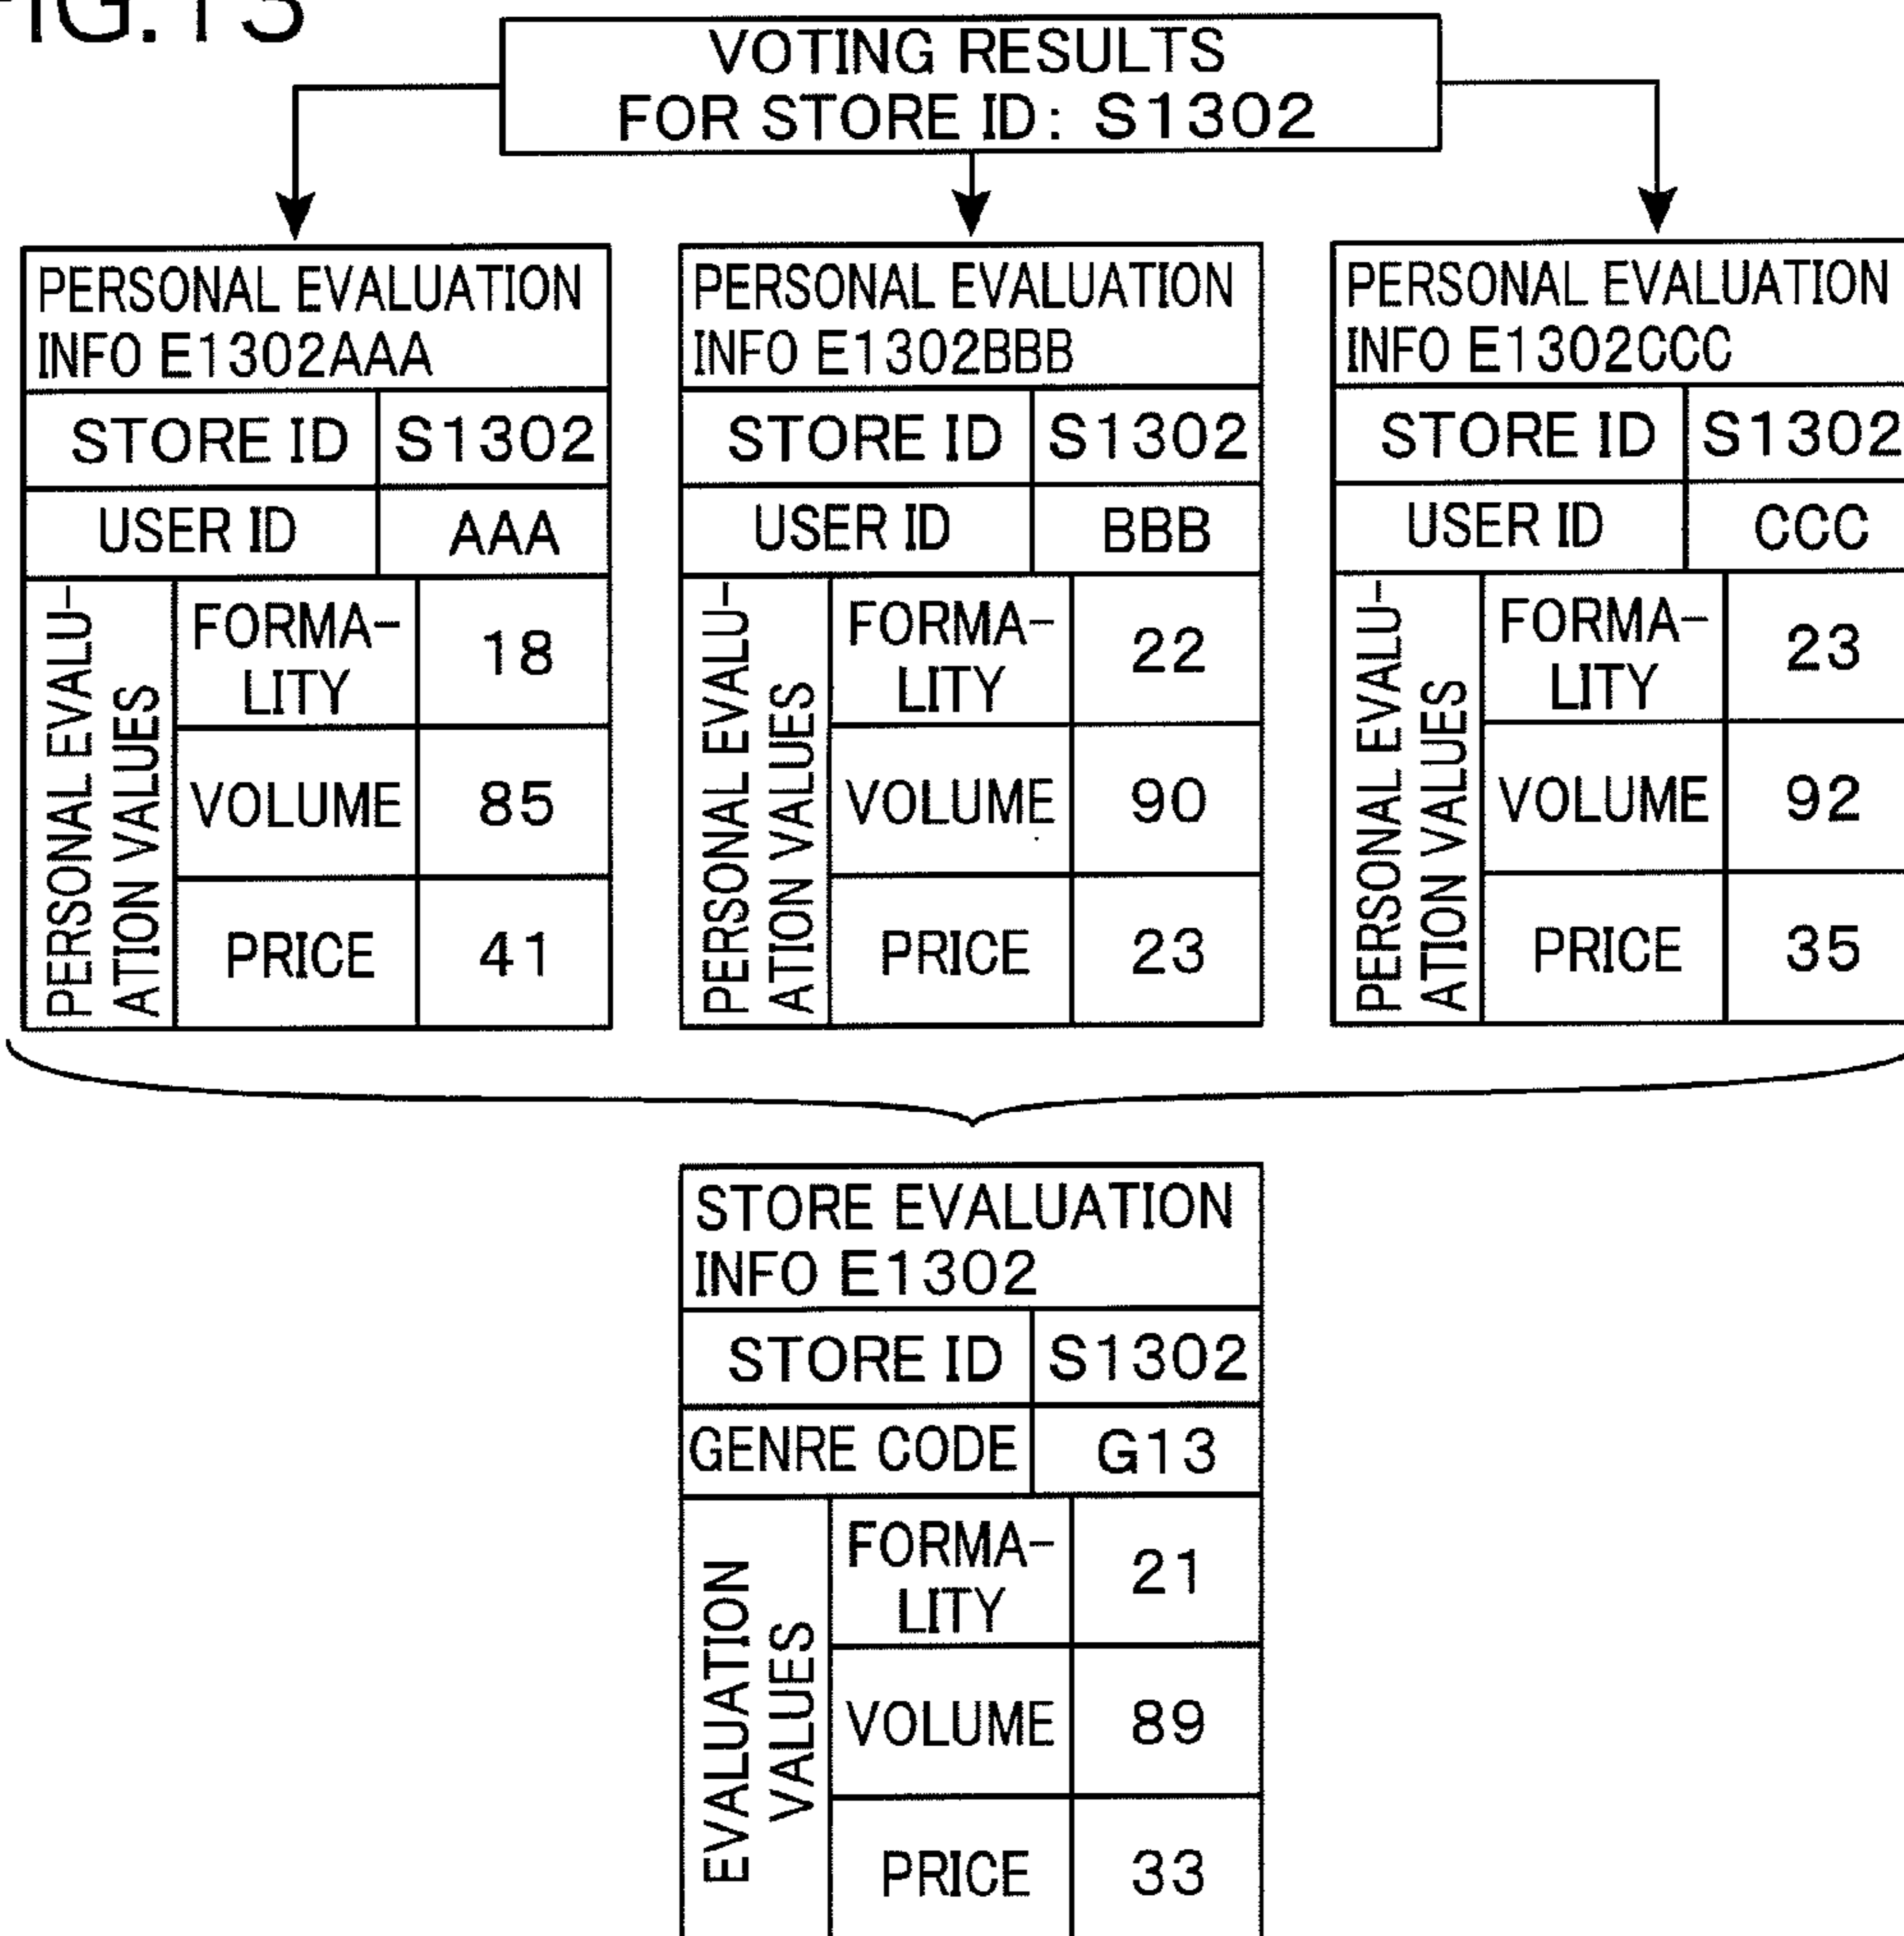 FIG.13
VOTING RESULTS
FOR STORE ID: S1302
PERSONAL EVALUATION
INFO E1302AAA
STORE ID S1302
USER ID AAA
PERSONAL EVALU-
ATION VALUES
FORMA-
LITY
18
VOLUME 85
PRICE 41
PERSONAL EVALUATION
INFO E1302BBB
STORE ID S1302
USER ID BBB
PERSONAL EVALU-
ATION VALUES
FORMA-
LITY
22
VOLUME 90
PRICE 23
PERSONAL EVALUATION
INFO E1302CCC
STORE ID S1302
USER ID CCC
PERSONAL EVALU-
ATION VALUES
FORMA-
LITY
23
VOLUME 92
PRICE 35
STORE EVALUATION
INFO E1302
STORE ID S1302
GENRE CODE G13
EVALUATION
VALUES
FORMA-
LITY
21
VOLUME 89
PRICE 33